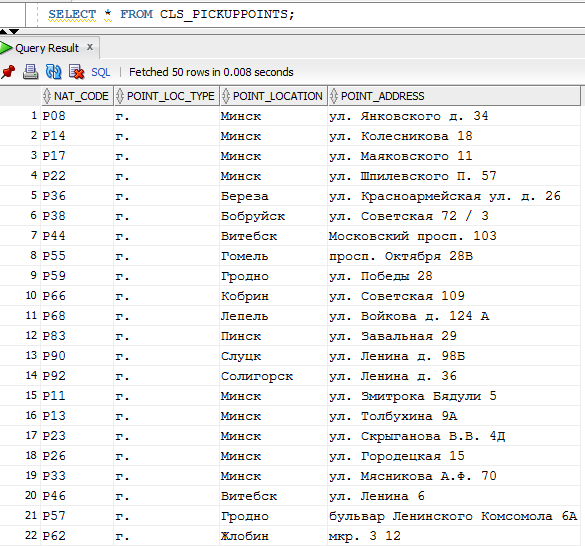 SELECT * FROM CLS_PICKUPPOINTS;
Query Result x
SQL | Fetched 50 rows in 0.008 seconds
NAT_CODE POINT_LOC_TYPE POINT_LOCATION POINT_ADDRESS
1 P08 г. Минск ул. Янковского д. 34
2 P14 г. Минск ул. Колесникова 18
3 P17 г. Минск ул. Маяковского 11
4 P22 г. Минск ул. Шпилевского П. 57
5 P36 г. Береза ул. Красноармейская ул. д. 26
6 P38 г. Бобруйск ул. Советская 72 / 3
7 P44 г. Витебск Московский просп. 103
8 P55 г. Гомель просп. Октября 28В
9 P59 г. Гродно ул. Победы 28
10 P66 г. Кобрин ул. Советская 109
11 P68 г. Лепель ул. Войкова д. 124 А
12 P83 г. Пинск ул. Завальная 29
13 P90 г. Слуцк ул. Ленина д. 98Б
14 P92 г. Солигорск ул. Ленина д. 36
15 P11 г. Минск ул. Змитрока Бядули 5
16 P13 г. Минск ул. Толбухина 9А
17 P23 г. Минск ул. Скрыганова В.В. 4Д
18 P26 г. Минск ул. Городецкая 15
19 P33 г. Минск ул. Мясникова А.Ф. 70
20 P46 г. Витебск ул. Ленина 6
21 P57 г. Гродно бульвар Ленинского Комсомола 6А
22 P62 г. Жлобин мкр. 3 12